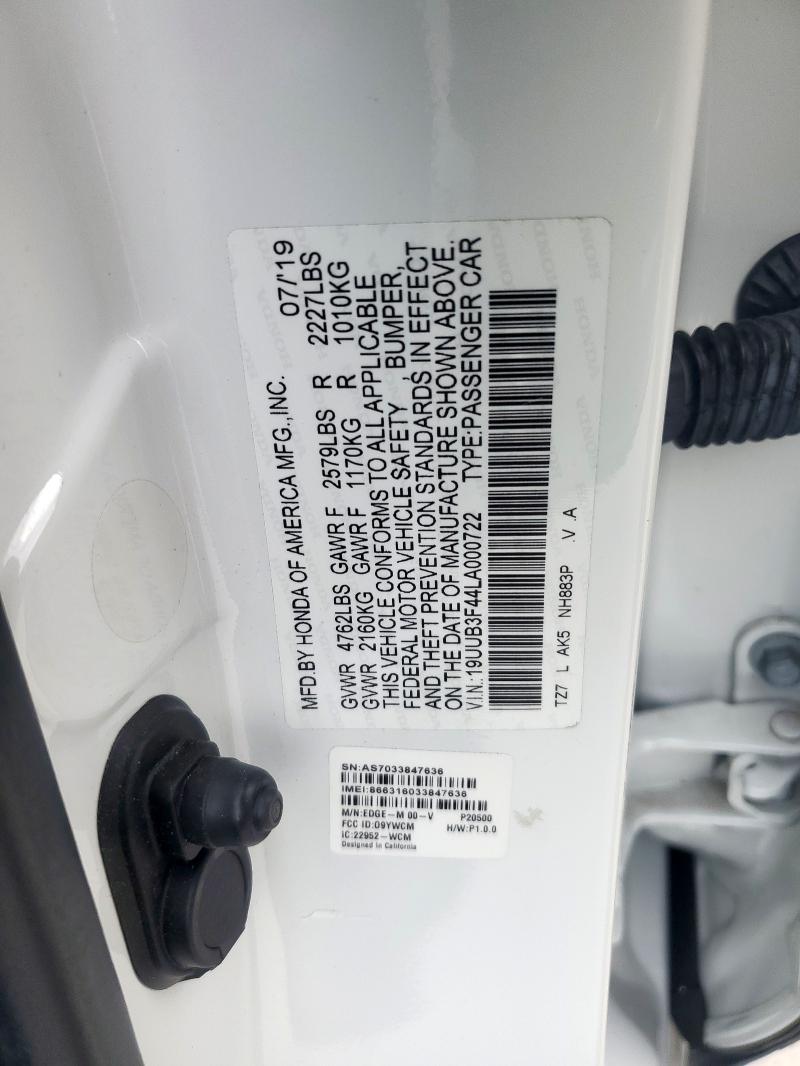 MFD.BY HONDA OF AMERICA MFG.,INC. 07/'19
GVWR 4762LBS GAWR F 2579LBS R 2227LBS
GVWR 2160KG GAWR F 1170KG R 1010KG
THIS VEHICLE CONFORMS TO ALL APPLICABLE
FEDERAL MOTOR VEHICLE SAFETY , BUMPER,
AND THEFT PREVENTION STANDARDS IN EFFECT
ON THE DATE OF MANUFACTURE SHOWN ABOVE.
V.I.N.:19UUB3F44LA000722 TYPE:PASSENGER CAR
TZ7 L AK5 NH883P .V .A
SN:AS7033847636
IMEI:866316033847636
M/N:EDGE-M 00-V P20500
FCC ID:O9YWCM H/W:P1.0.0
IC:22952-WCM
Designed in California